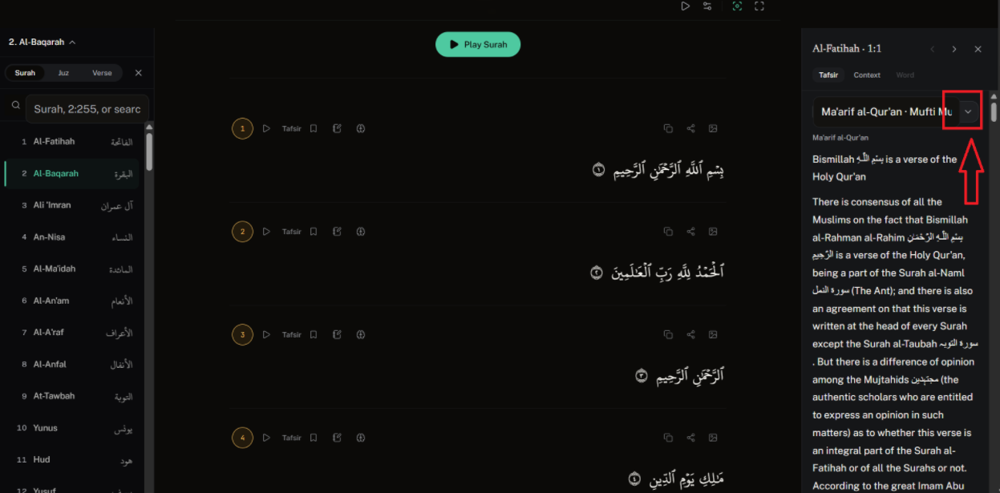 2. Al-Baqarah
Surah Juz Verse
Surah, 2:255, or searc
1 Al-Fatihah الفاتحة
2 Al-Baqarah البقرة
3 Ali 'Imran آل عمران
4 An-Nisa النساء
5 Al-Ma'idah المائدة
6 Al-An'am الأنعام
7 Al-A'raf الأعراف
8 Al-Anfal الأنفال
9 At-Tawbah التوبة
10 Yunus يونس
11 Hud هود
12 Yusuf يوسف
Play Surah
1 Tafsir
بِسْمِ ٱللَّهِ ٱلرَّحْمَٰنِ ٱلرَّحِيمِ ١
2 Tafsir
ٱلْحَمْدُ لِلَّهِ رَبِّ ٱلْعَٰلَمِينَ ٢
3 Tafsir
ٱلرَّحْمَٰنِ ٱلرَّحِيمِ ٣
4 Tafsir
مَٰلِكِ يَوْمِ ٱلدِّينِ ٤
Al-Fatihah · 1:1
Tafsir Context Word
Ma'arif al-Qur'an · Mufti Mu
Ma'arif al-Qur'an
Bismillah بِسْمِ اللَّـهِ is a verse of the
Holy Qur'an
There is consensus of all the
Muslims on the fact that Bismillah
al-Rahman al-Rahim بِسْمِ اللَّـهِ الرَّ‌حْمَـٰنِ
الرَّ‌حِيمِ is a verse of the Holy Qur'an,
being a part of the Surah al-Naml
سورة النمل (The Ant); and there is also
an agreement on that this verse is
written at the head of every Surah
except the Surah al-Taubah سورة التوبہ
. But there is a difference of opinion
among the Mujtahids مجتہدین (the
authentic scholars who are entitled
to express an opinion in such
matters) as to whether this verse is
an integral part of the Surah al-
Fatihah or of all the Surahs or not.
According to the great Imam Abu